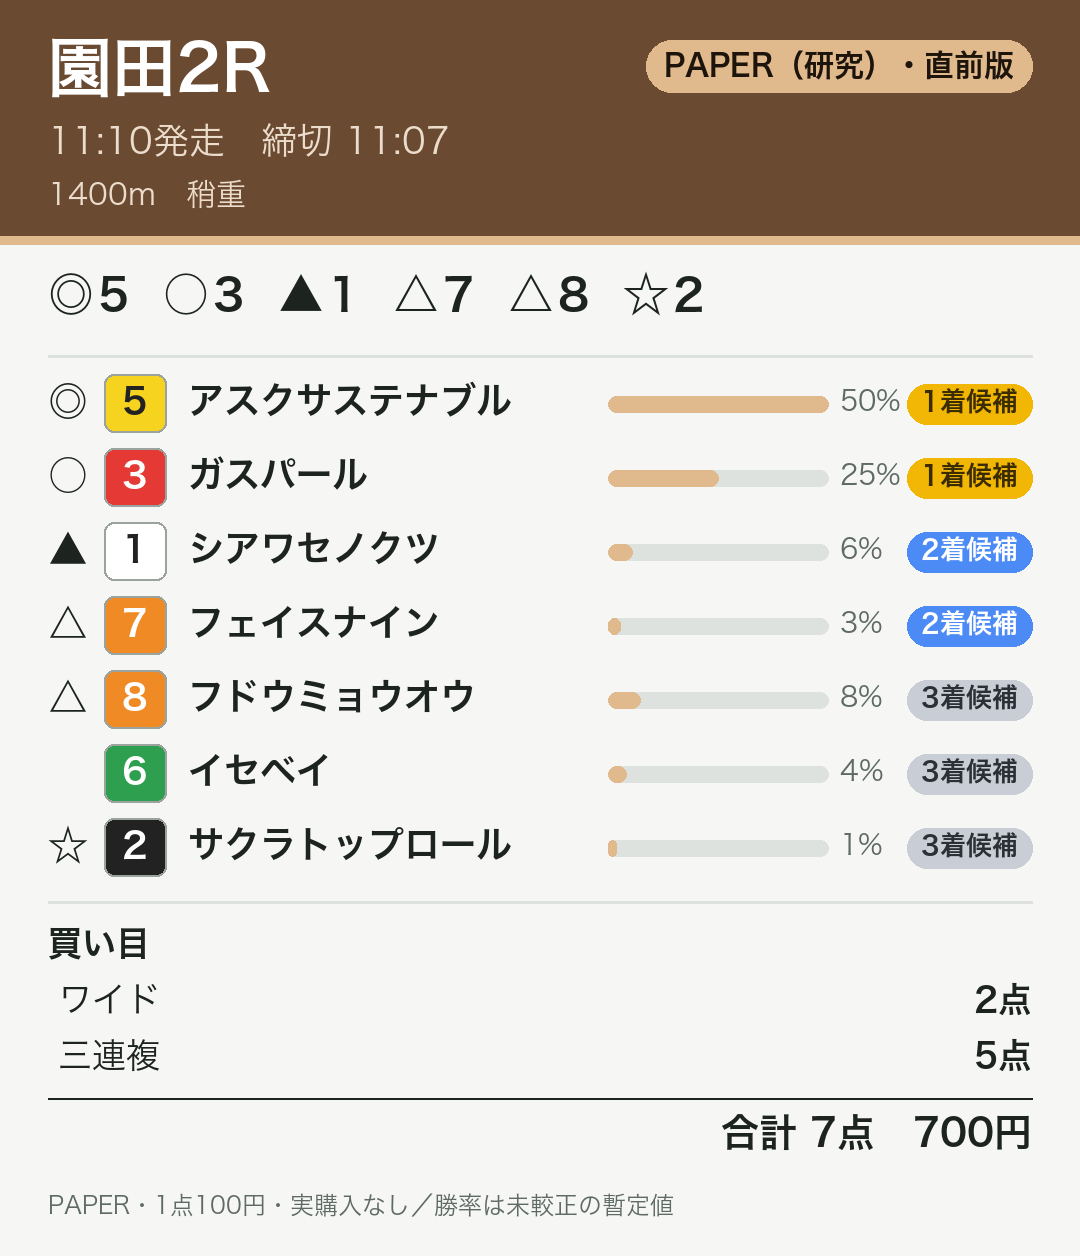 園田2R
PAPER（研究）・直前版
11:10発走　締切 11:07
1400m　稍重
◎5 ○3 ▲1 △7 △8 ☆2
◎ 5 アスクサステナブル 50% 1着候補
○ 3 ガスパール 25% 1着候補
▲ 1 シアワセノクツ 6% 2着候補
△ 7 フェイスナイン 3% 2着候補
△ 8 フドウミョウオウ 8% 3着候補
6 イセベイ 4% 3着候補
☆ 2 サクラトップロール 1% 3着候補
買い目
ワイド 2点
三連複 5点
合計 7点　700円
PAPER・1点100円・実購入なし／勝率は未較正の暫定値